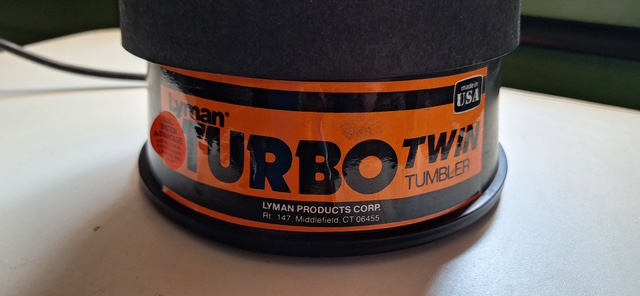 made in
USA
Lyman®
TURBO TWIN
TUMBLER
LYMAN PRODUCTS CORP.
Rt. 147, Middlefield, CT 06455